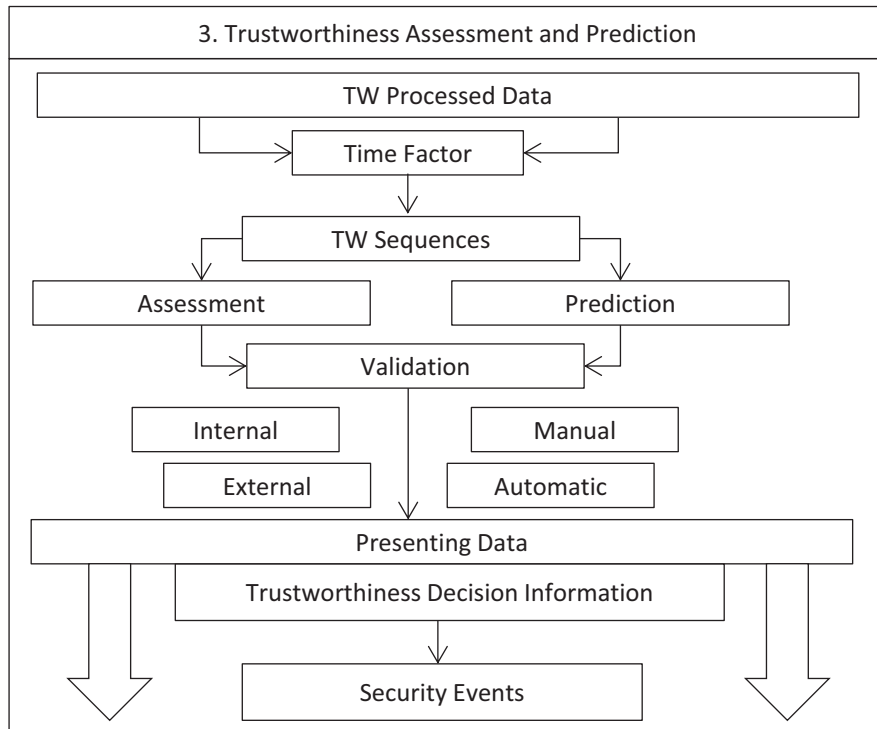 3. Trustworthiness Assessment and Prediction
TW Processed Data
Time Factor
TW Sequences
Assessment
Prediction
Validation
Internal
Manual
External
Automatic
Presenting Data
Trustworthiness Decision Information
Security Events